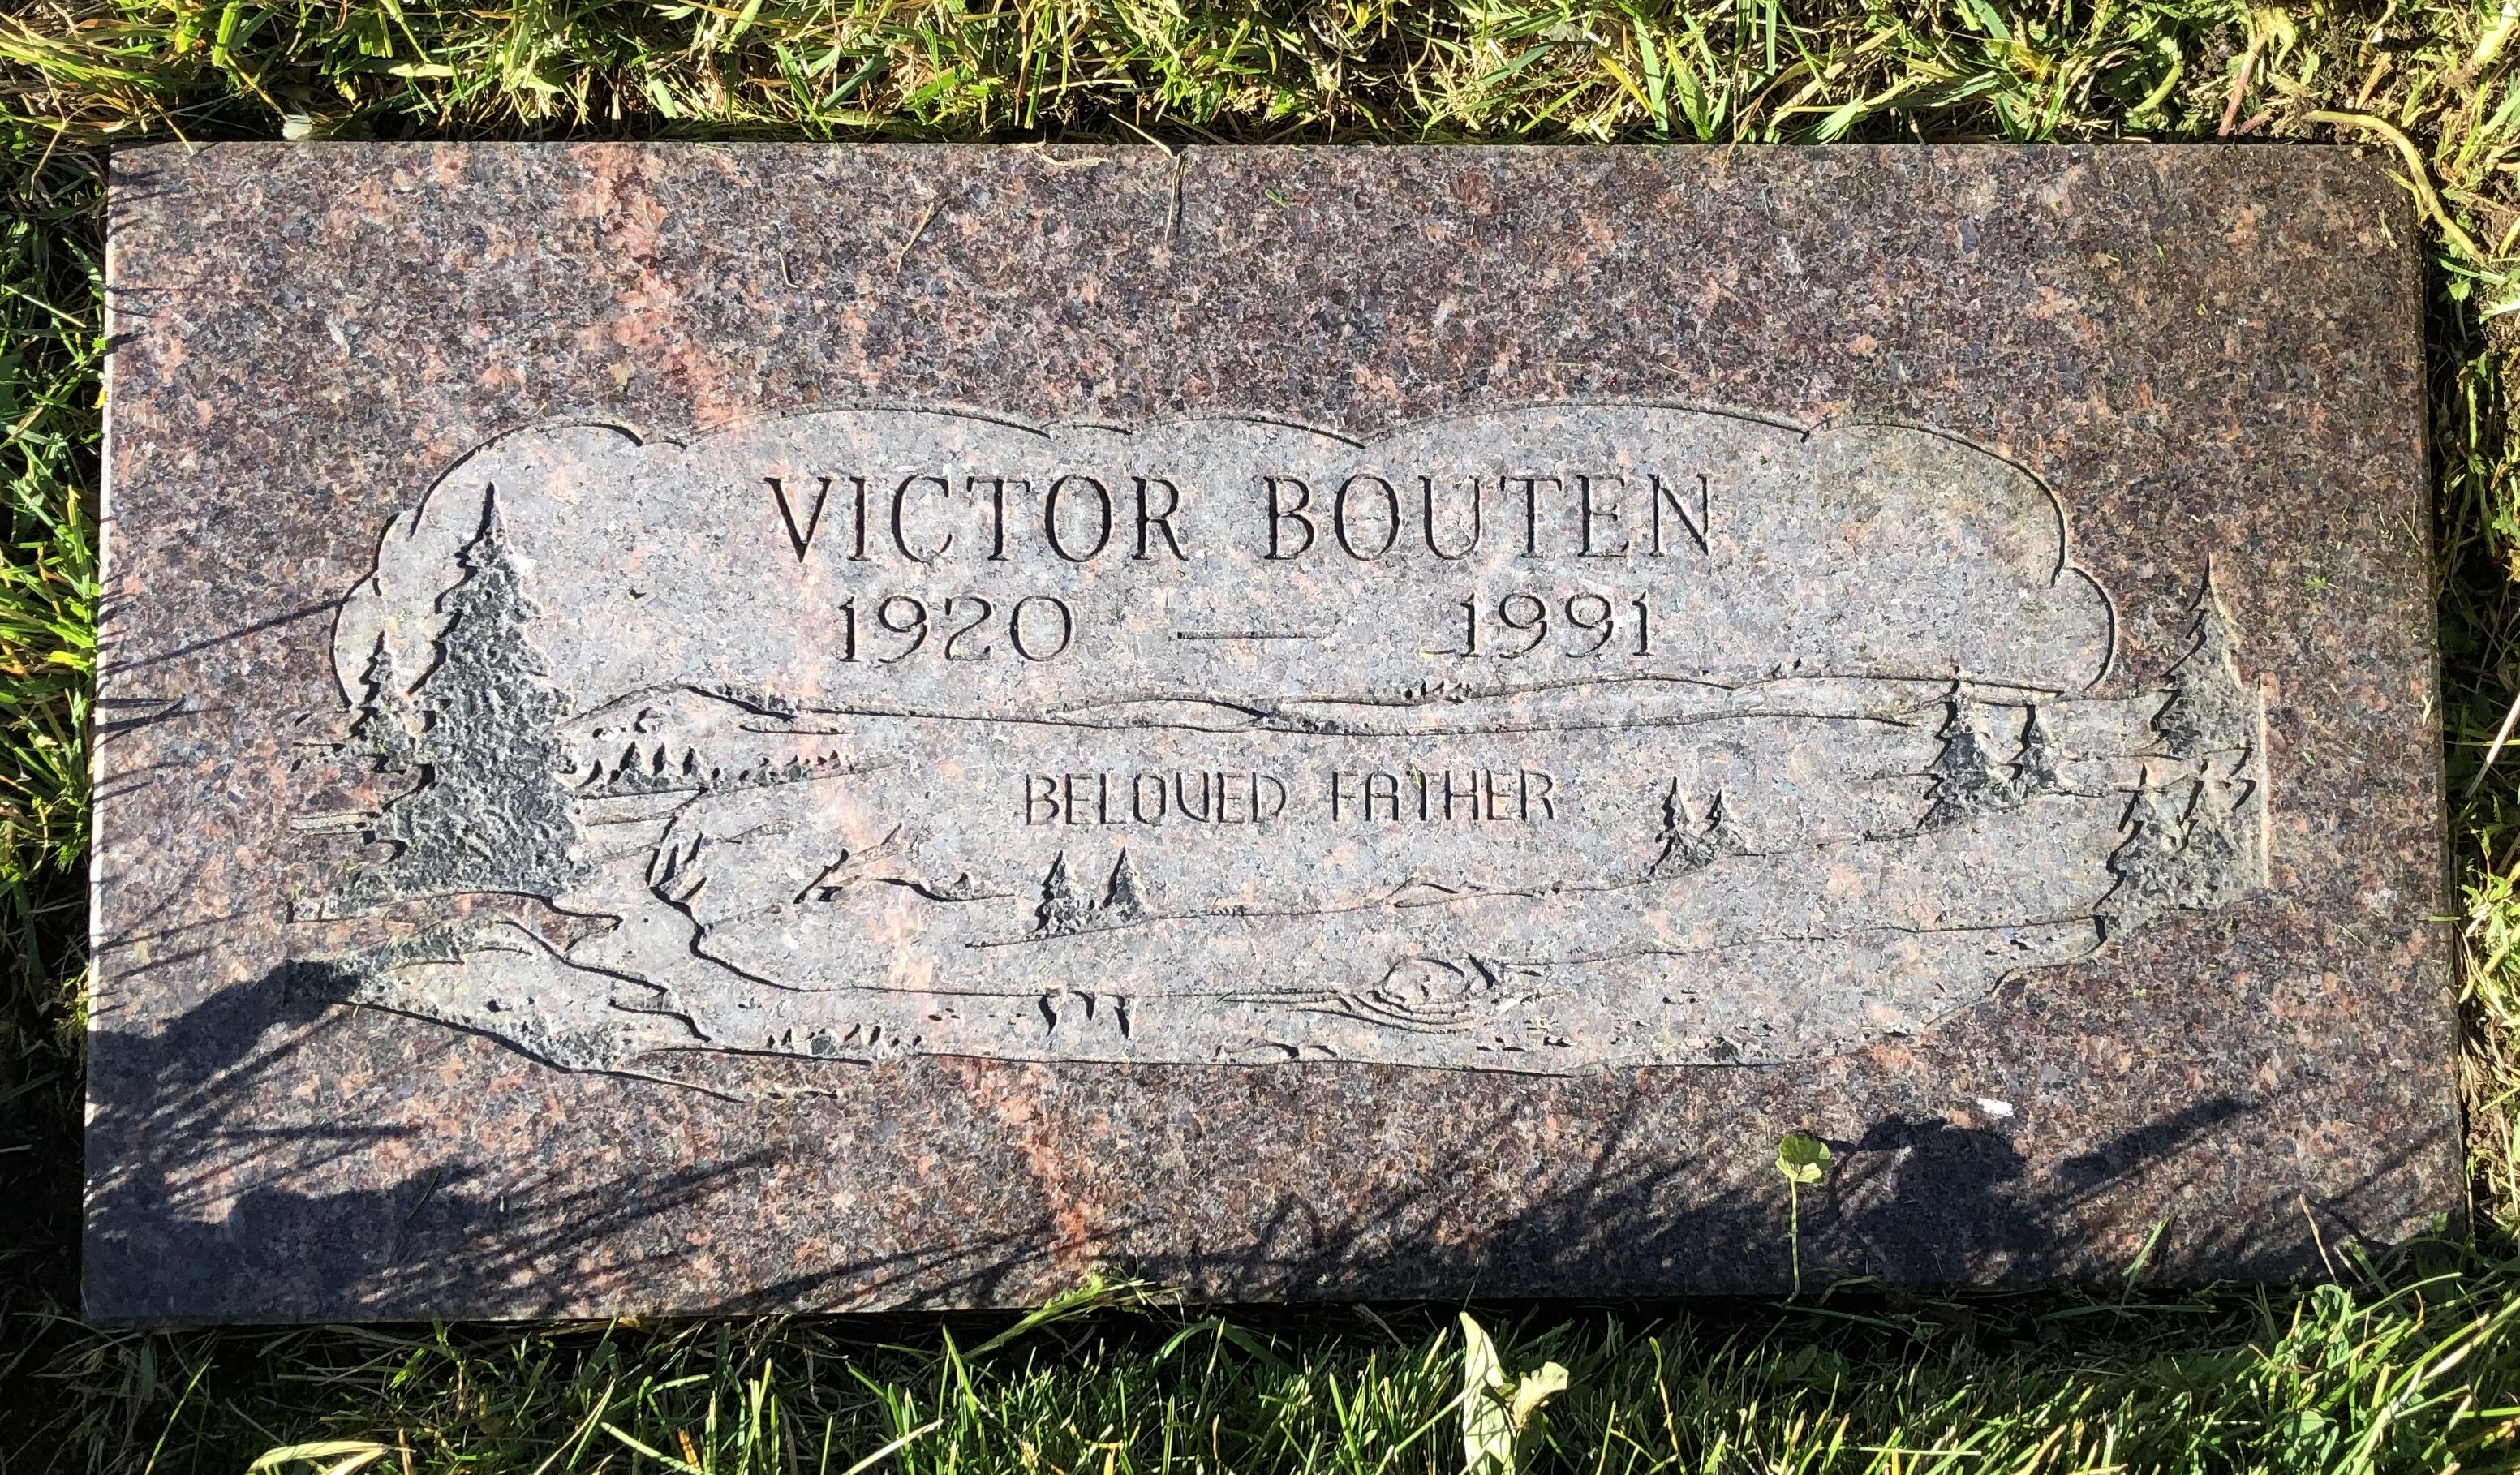 VICTOR BOUTEN
1920 — 1991
BELOVED FATHER